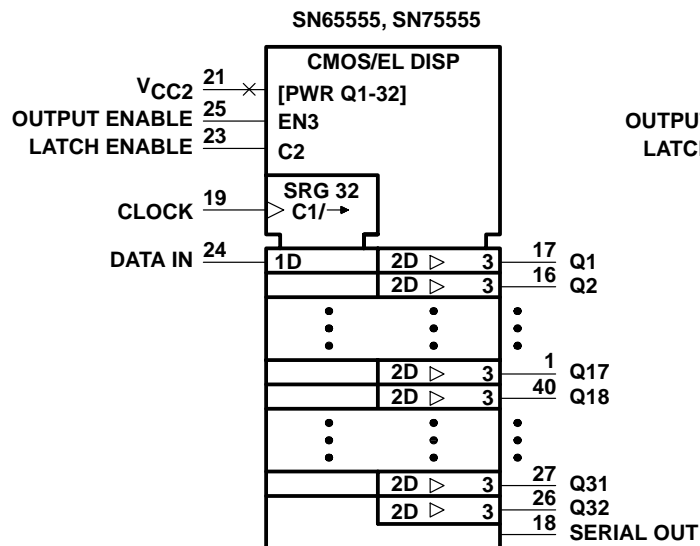 SN65555, SN75555
CMOS/EL DISP
VCC2 21 [PWR Q1-32]
OUTPUT ENABLE 25 EN3
LATCH ENABLE 23 C2
OUTPU
LATCH
SRG 32
CLOCK 19 C1/
DATA IN 24 1D 2D 3 17 Q1
2D 3 16 Q2
2D 3 1 Q17
2D 3 40 Q18
2D 3 27 Q31
2D 3 26 Q32
18 SERIAL OUT